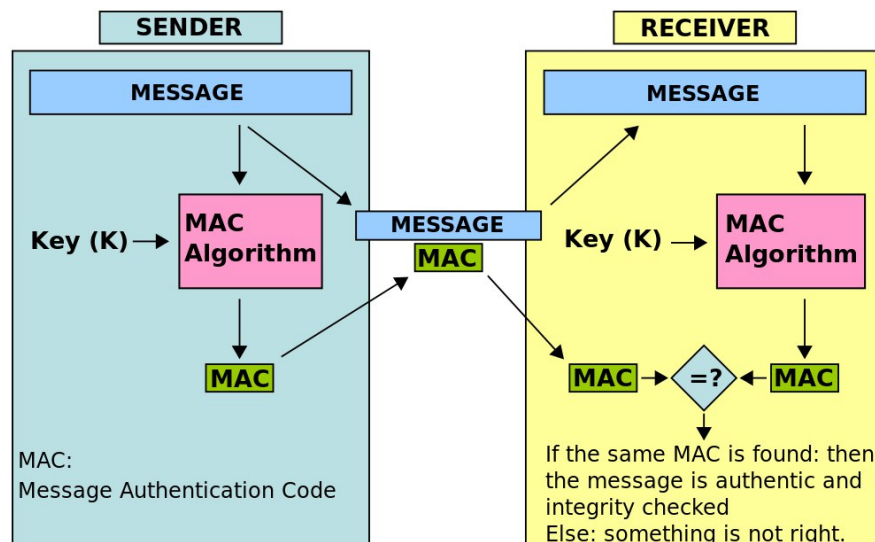 SENDER
MESSAGE
Key (K)
MAC
Algorithm
MAC
MAC:
Message Authentication Code
MESSAGE
MAC
RECEIVER
MESSAGE
Key (K)
MAC
Algorithm
MAC
=?
MAC
If the same MAC is found: then
the message is authentic and
integrity checked
Else: something is not right.